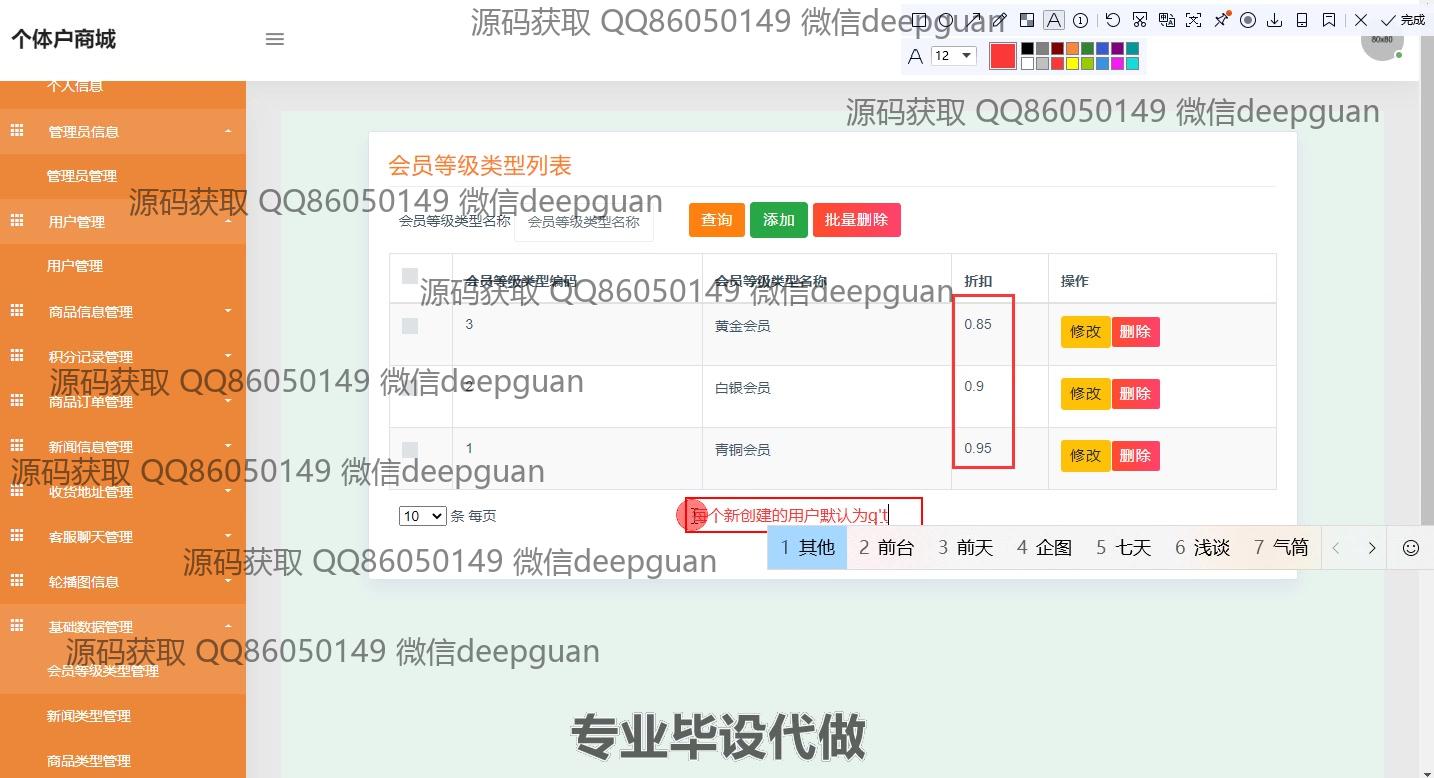 个体户商城
源码获取 QQ86050149 微信deepguan
12
完成
80x80
源码获取 QQ86050149 微信deepguan
个人信息
管理员信息
管理员管理
用户管理
用户管理
商品信息管理
积分记录管理
商品订单管理
新闻信息管理
收货地址管理
客服聊天管理
轮播图信息
基础数据管理
会员等级类型管理
新闻类型管理
商品类型管理
会员等级类型列表
源码获取 QQ86050149 微信deepguan
会员等级类型名称 会员等级类型名称 查询 添加 批量删除
会员等级类型编码 会员等级类型名称 折扣 操作
源码获取 QQ86050149 微信deepguan
3 黄金会员 0.85 修改 删除
源码获取 QQ86050149 微信deepguan
2 白银会员 0.9 修改 删除
1 青铜会员 0.95 修改 删除
源码获取 QQ86050149 微信deepguan
10 条 每页
每个新创建的用户默认为q't
1 其他 2 前台 3 前天 4 企图 5 七天 6 浅谈 7 气筒
源码获取 QQ86050149 微信deepguan
源码获取 QQ86050149 微信deepguan
专业毕设代做